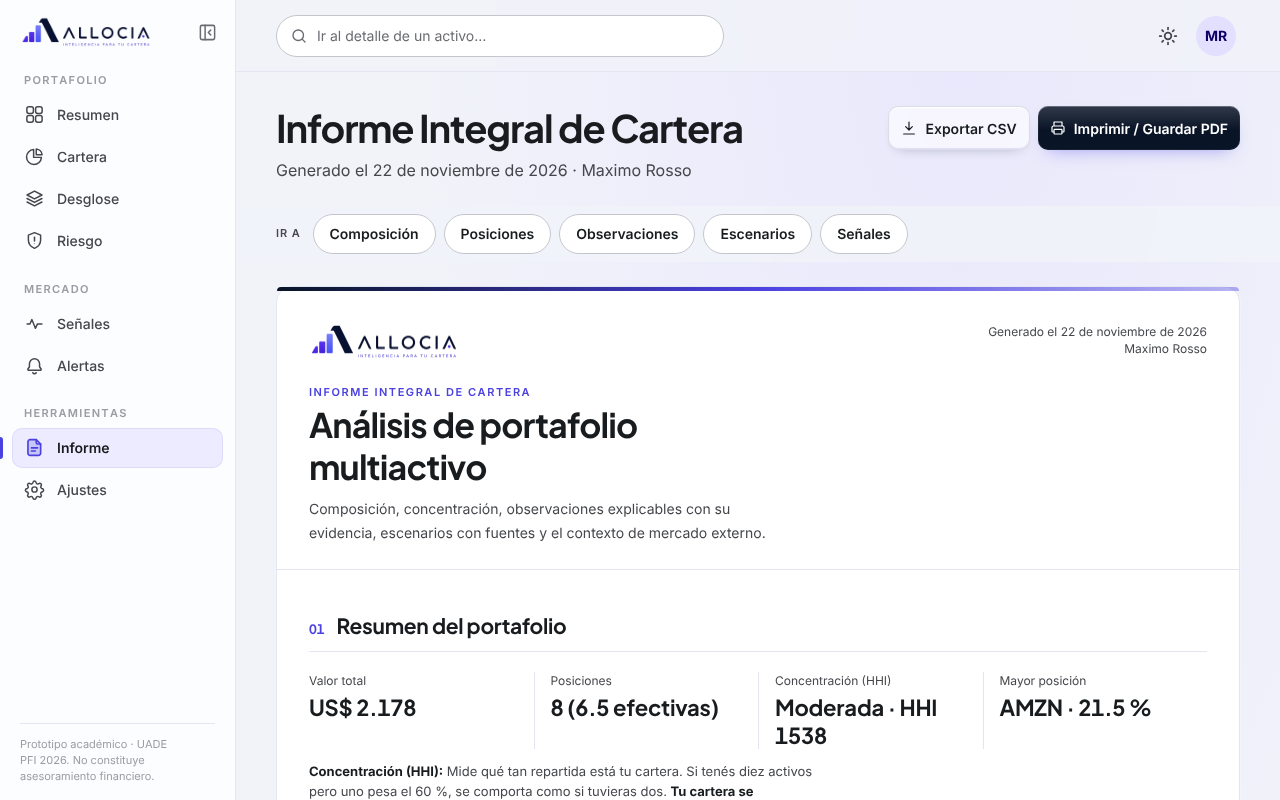 ALLOCIA
INTELIGENCIA PARA TU CARTERA
PORTAFOLIO
Resumen
Cartera
Desglose
Riesgo
MERCADO
Señales
Alertas
HERRAMIENTAS
Informe
Ajustes
Prototipo académico · UADE
PFI 2026. No constituye
asesoramiento financiero.
Ir al detalle de un activo...
MR
Informe Integral de Cartera
Generado el 22 de noviembre de 2026 · Maximo Rosso
Exportar CSV
Imprimir / Guardar PDF
IR A
Composición
Posiciones
Observaciones
Escenarios
Señales
ALLOCIA
INTELIGENCIA PARA TU CARTERA
Generado el 22 de noviembre de 2026
Maximo Rosso
INFORME INTEGRAL DE CARTERA
Análisis de portafolio
multiactivo
Composición, concentración, observaciones explicables con su
evidencia, escenarios con fuentes y el contexto de mercado externo.
01 Resumen del portafolio
Valor total
US$ 2.178
Posiciones
8 (6.5 efectivas)
Concentración (HHI)
Moderada · HHI
1538
Mayor posición
AMZN · 21.5 %
Concentración (HHI): Mide qué tan repartida está tu cartera. Si tenés diez activos
pero uno pesa el 60 %, se comporta como si tuvieras dos. Tu cartera se